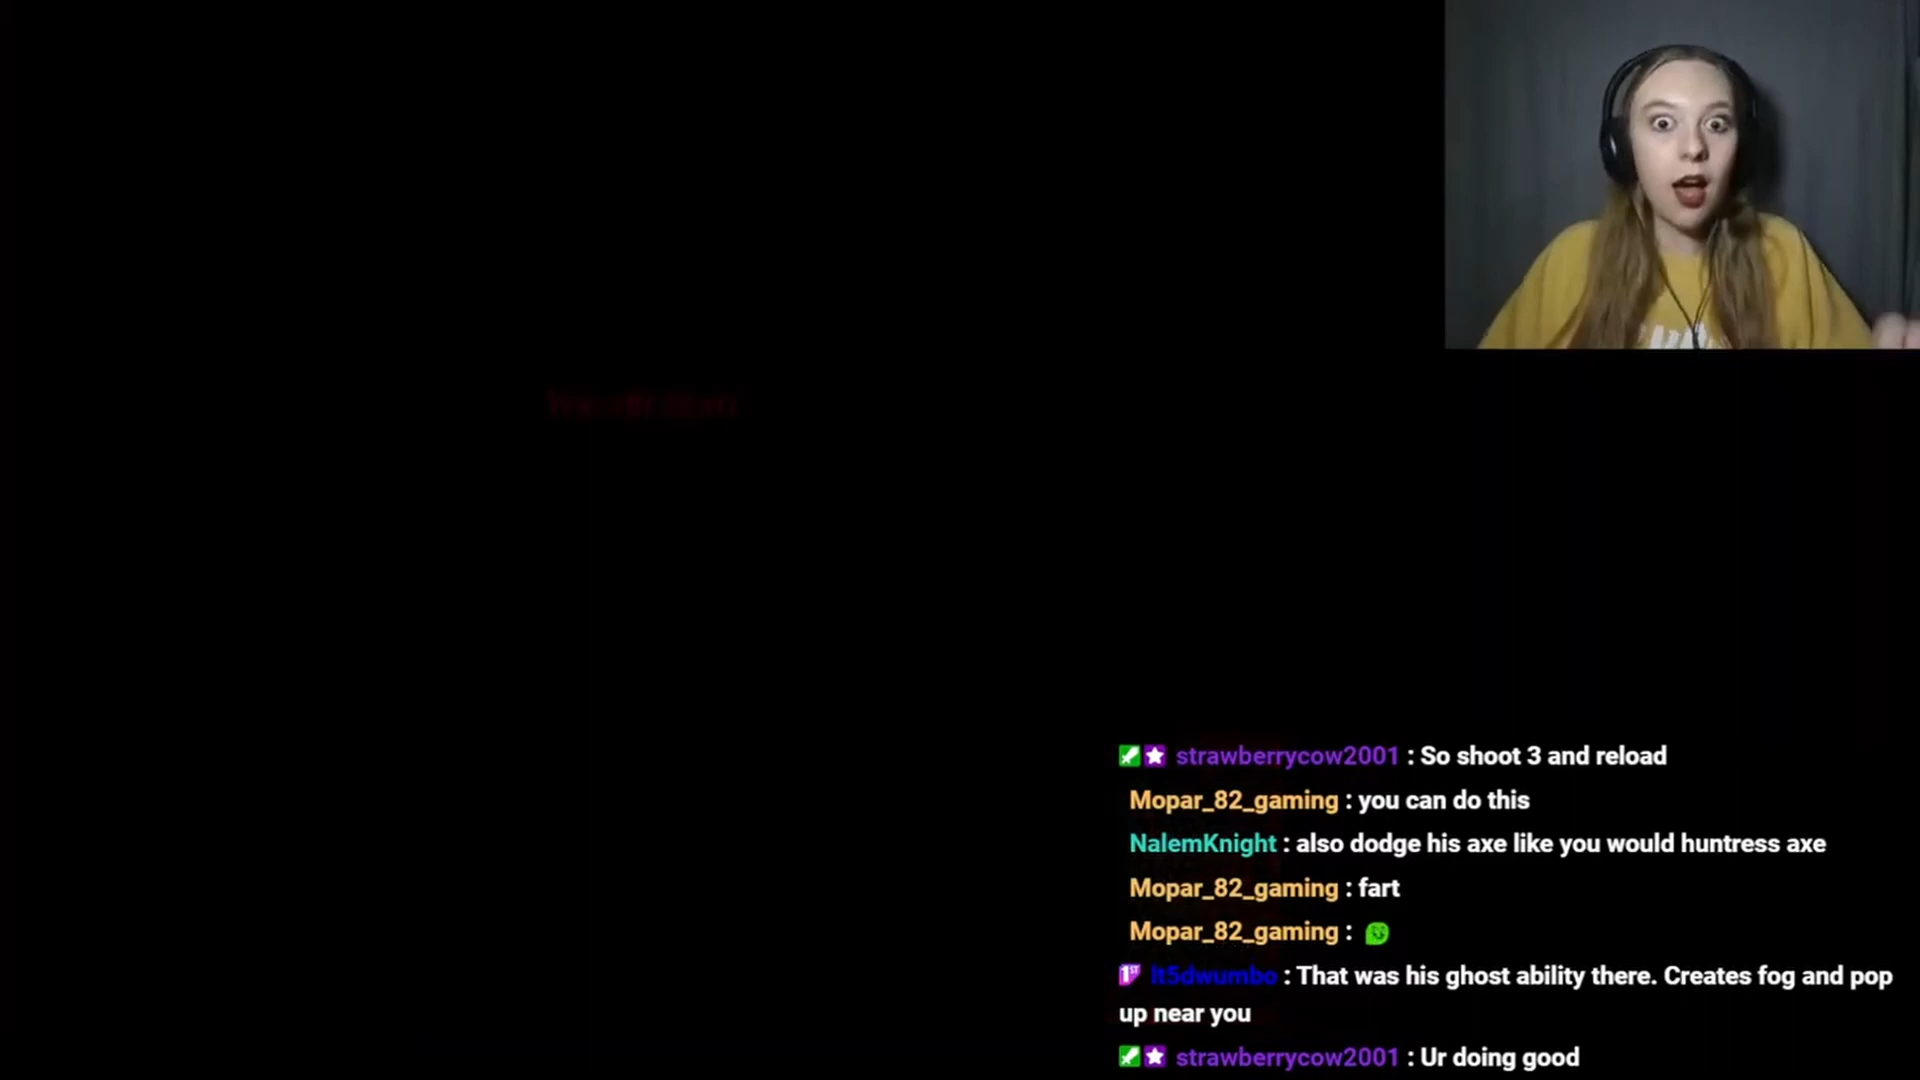 strawberrycow2001 : So shoot 3 and reload
Mopar_82_gaming : you can do this
NalemKnight : also dodge his axe like you would huntress axe
Mopar_82_gaming : fart
Mopar_82_gaming :
1ST lt5dwumbo : That was his ghost ability there. Creates fog and pop
up near you
strawberrycow2001 : Ur doing good